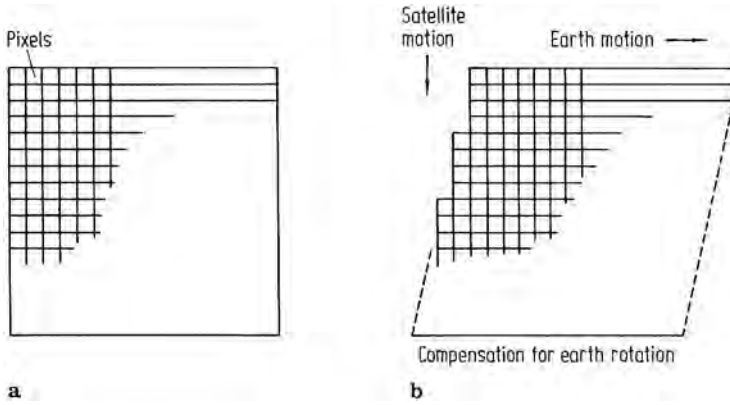 Pixels
Satellite
motion
Earth motion
Compensation for earth rotation
a
b